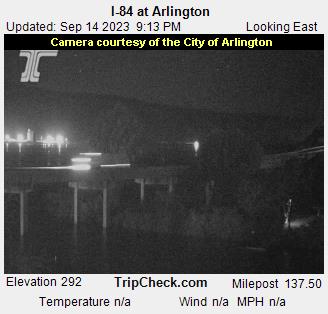 I-84 at Arlington
Updated: Sep 14 2023 9:13 PM Looking East
Camera courtesy of the City of Arlington
Elevation 292 TripCheck.com Milepost 137.50
Temperature n/a Wind n/a MPH n/a